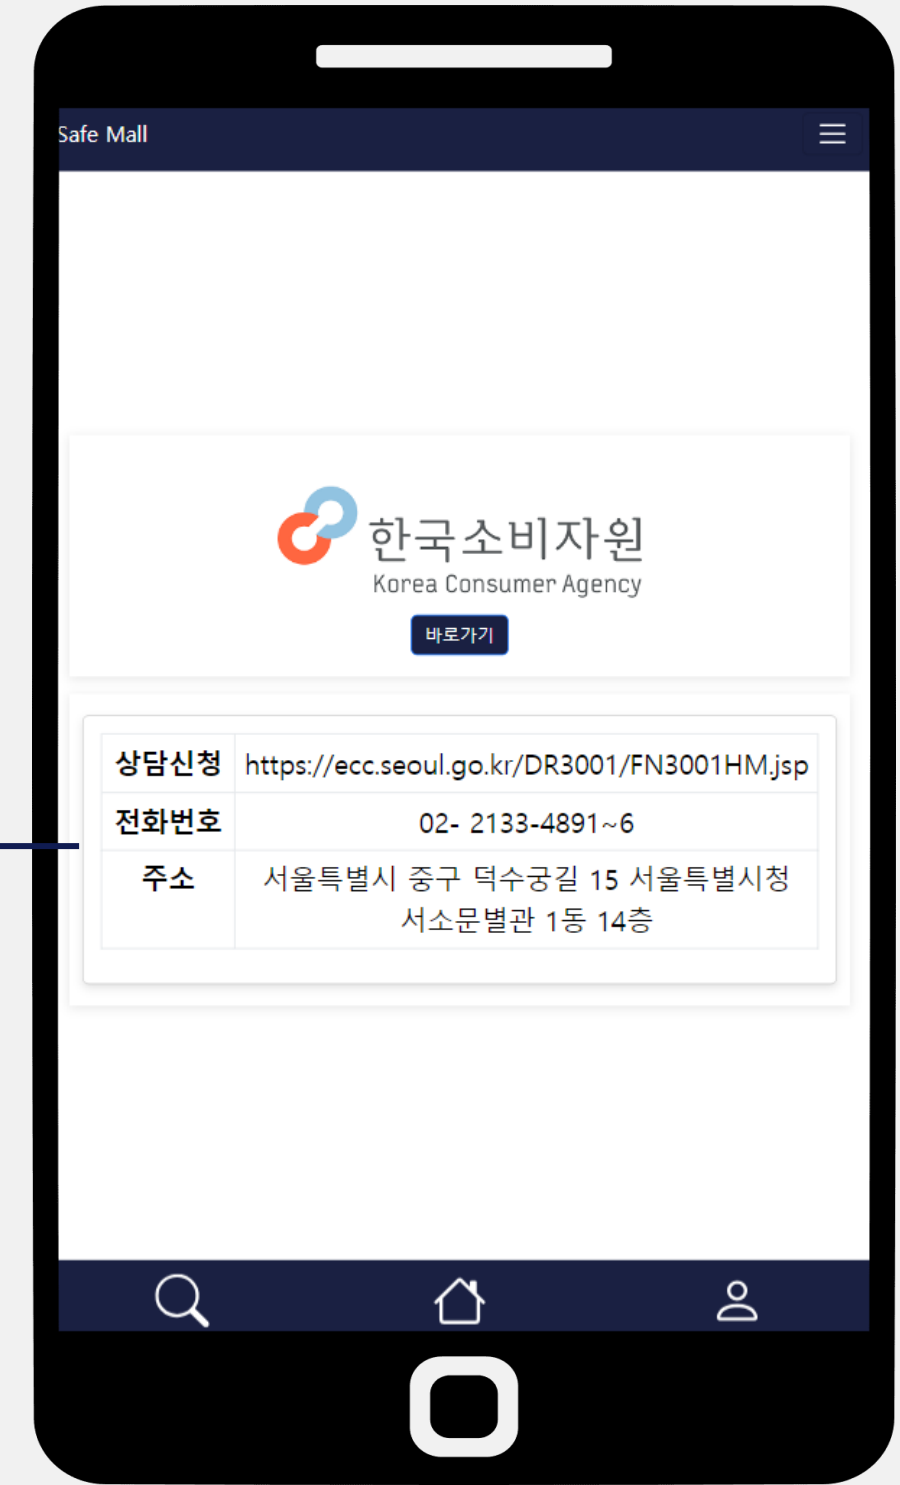 Safe Mall
한국소비자원
Korea Consumer Agency
바로가기
상담신청 https://ecc.seoul.go.kr/DR3001/FN3001HM.jsp
전화번호 02- 2133-4891~6
주소 서울특별시 중구 덕수궁길 15 서울특별시청
서소문별관 1동 14층